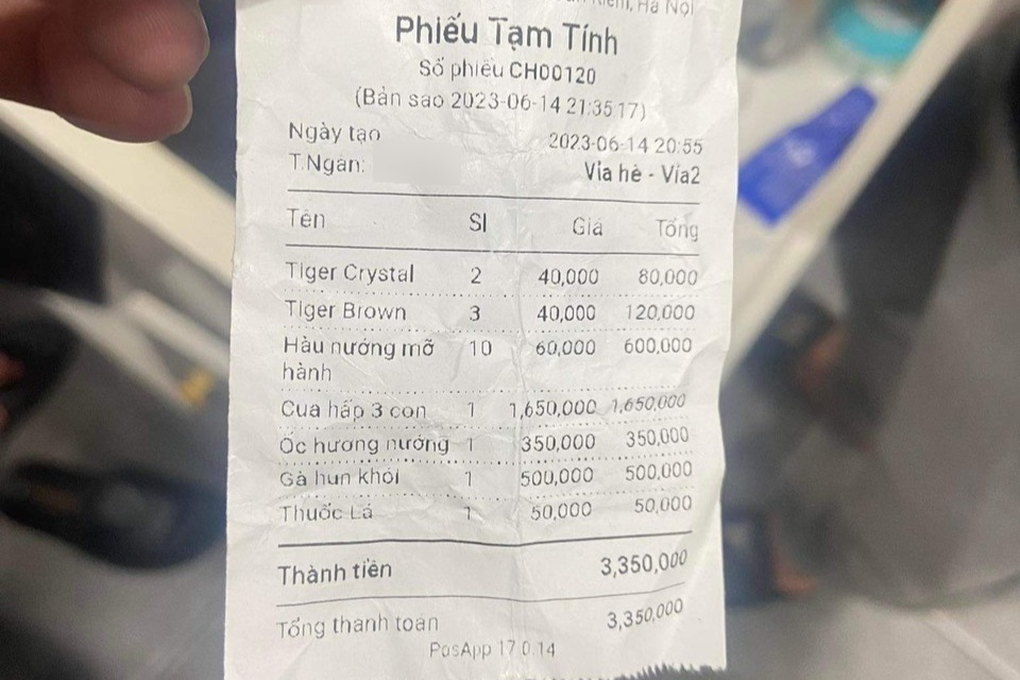 Hà Nội
Phiếu Tạm Tính
Số phiếu CH00120
(Bản sao 2023-06-14 21:35:17)
Ngày tạo 2023-06-14 20:55
T.Ngân: Vỉa hè - Vỉa2
Tên Sl Giá Tổng
Tiger Crystal 2 40,000 80,000
Tiger Brown 3 40,000 120,000
Hàu nướng mỡ 10 60,000 600,000
hành
Cua hấp 3 con 1 1,650,000 1,650,000
Ốc hương nướng 1 350,000 350,000
Gà hun khói 1 500,000 500,000
Thuốc Lá 1 50,000 50,000
Thành tiền 3,350,000
Tổng thanh toán 3,350,000
PosApp 17.0.14